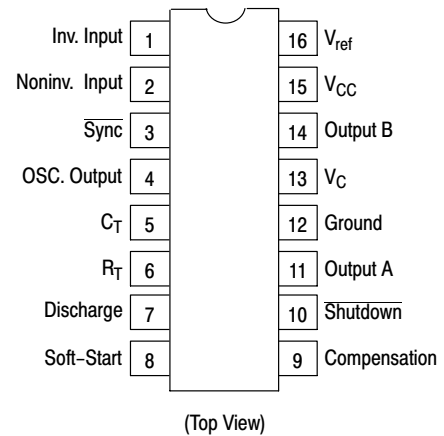 Inv. Input 1 16 Vref
Noninv. Input 2 15 VCC
Sync 3 14 Output B
OSC. Output 4 13 VC
CT 5 12 Ground
RT 6 11 Output A
Discharge 7 10 Shutdown
Soft−Start 8 9 Compensation
(Top View)